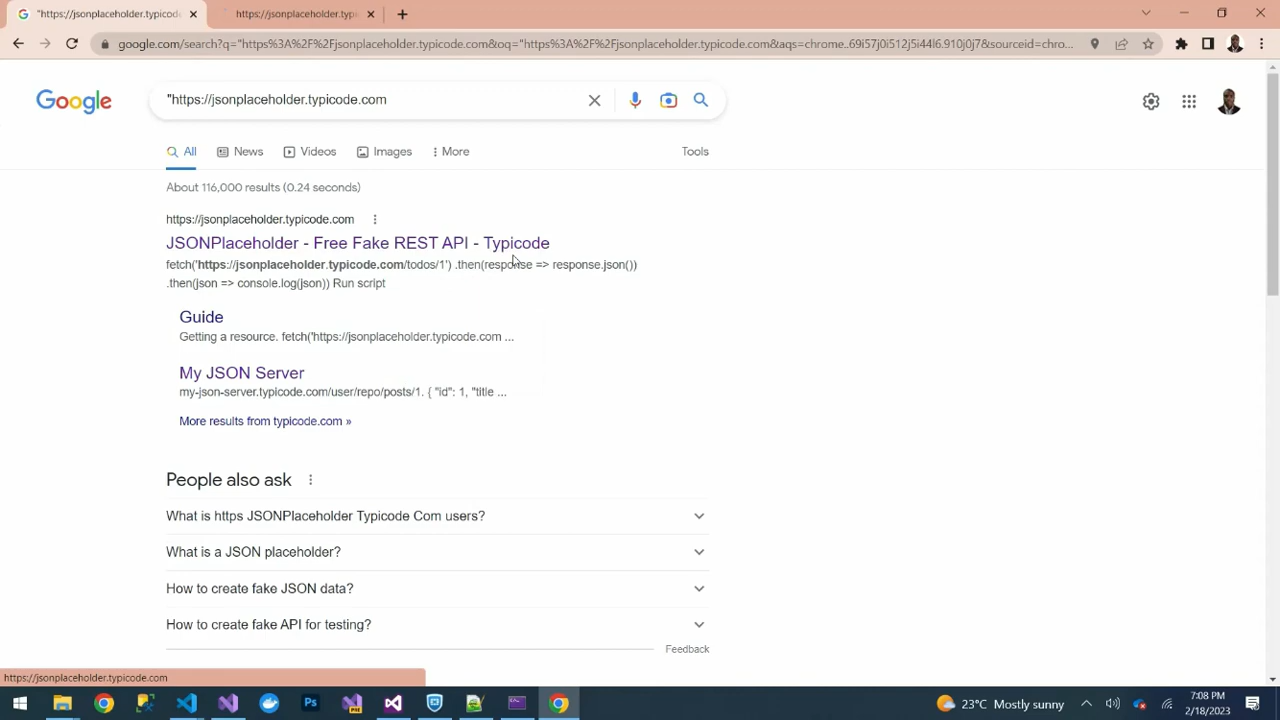 "https://jsonplaceholder.typicode
https://jsonplaceholder.typic
google.com/search?q="https%3A%2F%2Fjsonplaceholder.typicode.com&oq="https%3A%2F%2Fjsonplaceholder.typicode.com&aqs=chrome..69i57j0i512j5i44l6.910j0j7&sourceid=chro...
Google
"https://jsonplaceholder.typicode.com
All
News
Videos
Images
More
Tools
About 116,000 results (0.24 seconds)
https://jsonplaceholder.typicode.com
JSONPlaceholder - Free Fake REST API - Typicode
fetch('https://jsonplaceholder.typicode.com/todos/1') .then(response => response.json())
.then(json => console.log(json)) Run script
Guide
Getting a resource. fetch('https://jsonplaceholder.typicode.com ...
My JSON Server
my-json-server.typicode.com/user/repo/posts/1. { "id": 1, "title ...
More results from typicode.com »
People also ask
What is https JSONPlaceholder Typicode Com users?
What is a JSON placeholder?
How to create fake JSON data?
How to create fake API for testing?
Feedback
https://jsonplaceholder.typicode.com
Ps
PRE
23°C Mostly sunny
7:08 PM
2/18/2023